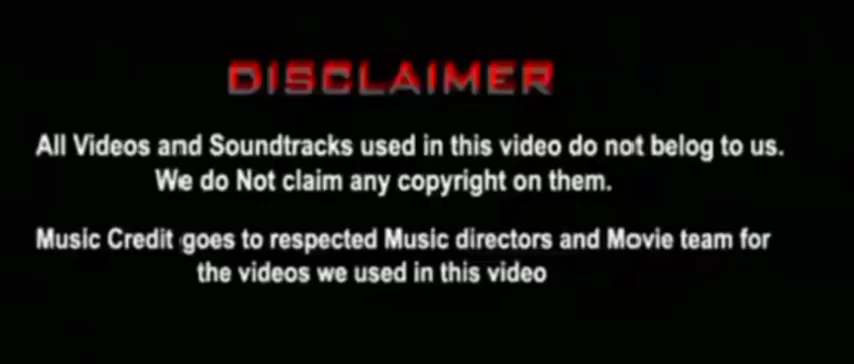 DISCLAIMER
All Videos and Soundtracks used in this video do not belog to us.
We do Not claim any copyright on them.
Music Credit goes to respected Music directors and Movie team for
the videos we used in this video